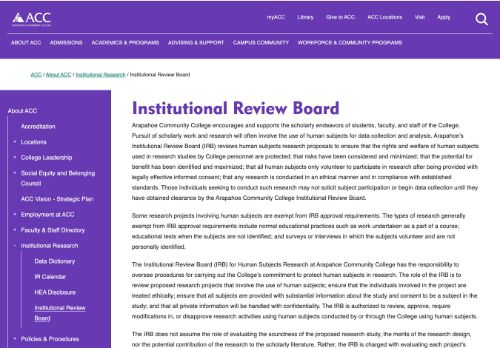 ACC
ARAPAHOE COMMUNITY COLLEGE
myACC Library Give to ACC ACC Locations Visit Apply
ABOUT ACC ADMISSIONS ACADEMICS & PROGRAMS ADVISING & SUPPORT CAMPUS COMMUNITY WORKFORCE & COMMUNITY PROGRAMS
ACC / About ACC / Institutional Research / Institutional Review Board
About ACC
Accreditation
+ Locations
+ College Leadership
+ Social Equity and Belonging
Council
ACC Vision - Strategic Plan
+ Employment at ACC
+ Faculty & Staff Directory
- Institutional Research
Data Dictionary
IR Calendar
HEA Disclosure
Institutional Review
Board
+ Policies & Procedures
Institutional Review Board
Arapahoe Community College encourages and supports the scholarly endeavors of students, faculty, and staff of the College.
Pursuit of scholarly work and research will often involve the use of human subjects for data collection and analysis. Arapahoe's
Institutional Review Board (IRB) reviews human subjects research proposals to ensure that the rights and welfare of human subjects
used in research studies by College personnel are protected; that risks have been considered and minimized; that the potential for
benefit has been identified and maximized; that all human subjects only volunteer to participate in research after being provided with
legally effective informed consent; that any research is conducted in an ethical manner and in compliance with established
standards. Those individuals seeking to conduct such research may not solicit subject participation or begin data collection until they
have obtained clearance by the Arapahoe Community College Institutional Review Board.
Some research projects involving human subjects are exempt from IRB approval requirements. The types of research generally
exempt from IRB approval requirements include normal educational practices such as work undertaken as a part of a course;
educational tests when the subjects are not identified; and surveys or interviews in which the subjects volunteer and are not
personally identified.
The Institutional Review Board (IRB) for Human Subjects Research at Arapahoe Community College has the responsibility to
oversee procedures for carrying out the College's commitment to protect human subjects in research. The role of the IRB is to
review proposed research projects that involve the use of human subjects; ensure that the individuals involved in the project are
treated ethically; ensure that all subjects are provided with substantial information about the study and consent to be a subject in the
study; and that all private information will be handled with confidentiality. The IRB is authorized to review, approve, require
modifications in, or disapprove research activities using human subjects conducted by or through the College using human subjects.
The IRB does not assume the role of evaluating the soundness of the proposed research study, the merits of the research design,
nor the potential contribution of the research to the scholarly literature. Rather, the IRB is charged with evaluating each project's